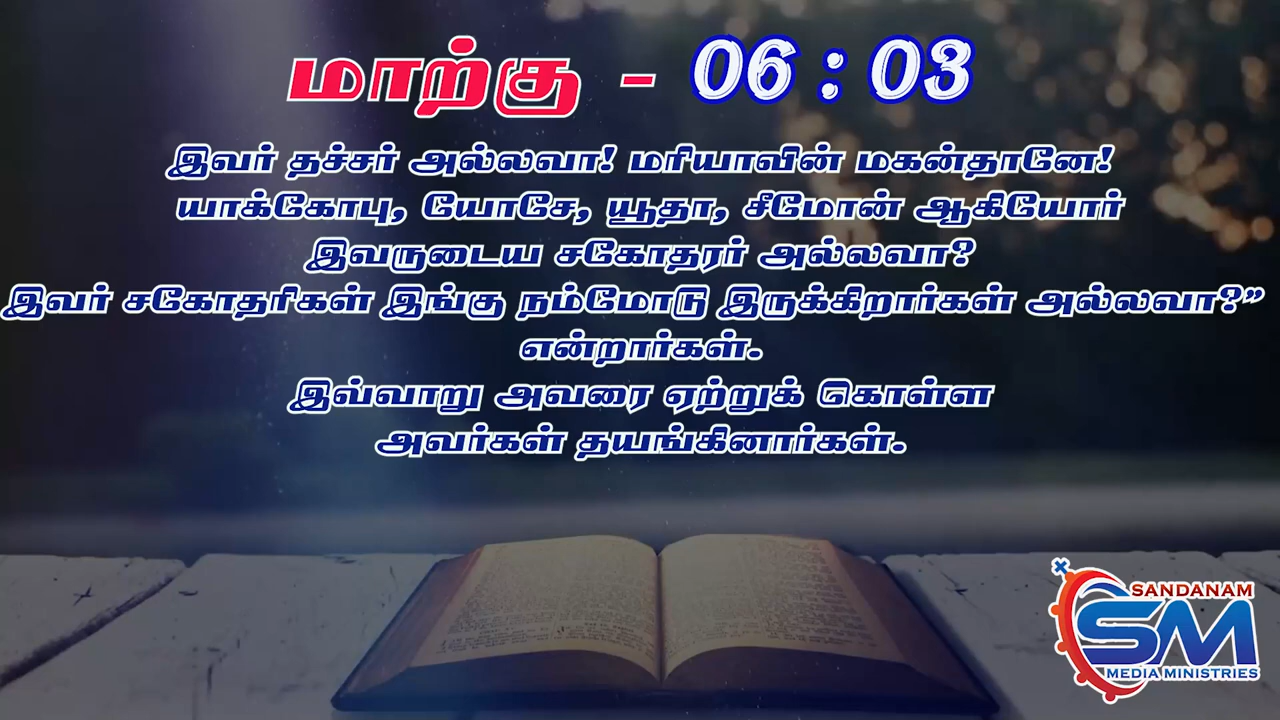 மாற்கு - 06 : 03
இவர் தச்சர் அல்லவா! மரியாவின் மகன்தானே!
யாக்கோபு, யோசே, யூதா, சீமோன் ஆகியோர்
இவருடைய சகோதரர் அல்லவா?
இவர் சகோதரிகள் இங்கு நம்மோடு இருக்கிறார்கள் அல்லவா?”
என்றார்கள்.
இவ்வாறு அவரை ஏற்றுக் கொள்ள
அவர்கள் தயங்கினார்கள்.
SANDANAM
SM
MEDIA MINISTRIES